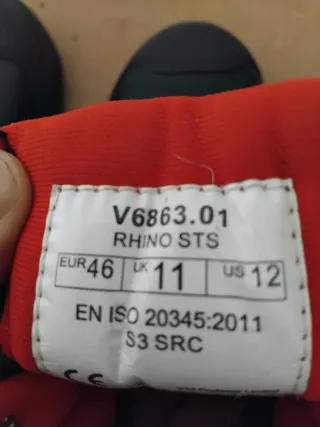 V6863.01
RHINO STS
EUR 46 UK 11 US 12
EN ISO 20345:2011
S3 SRC
CE